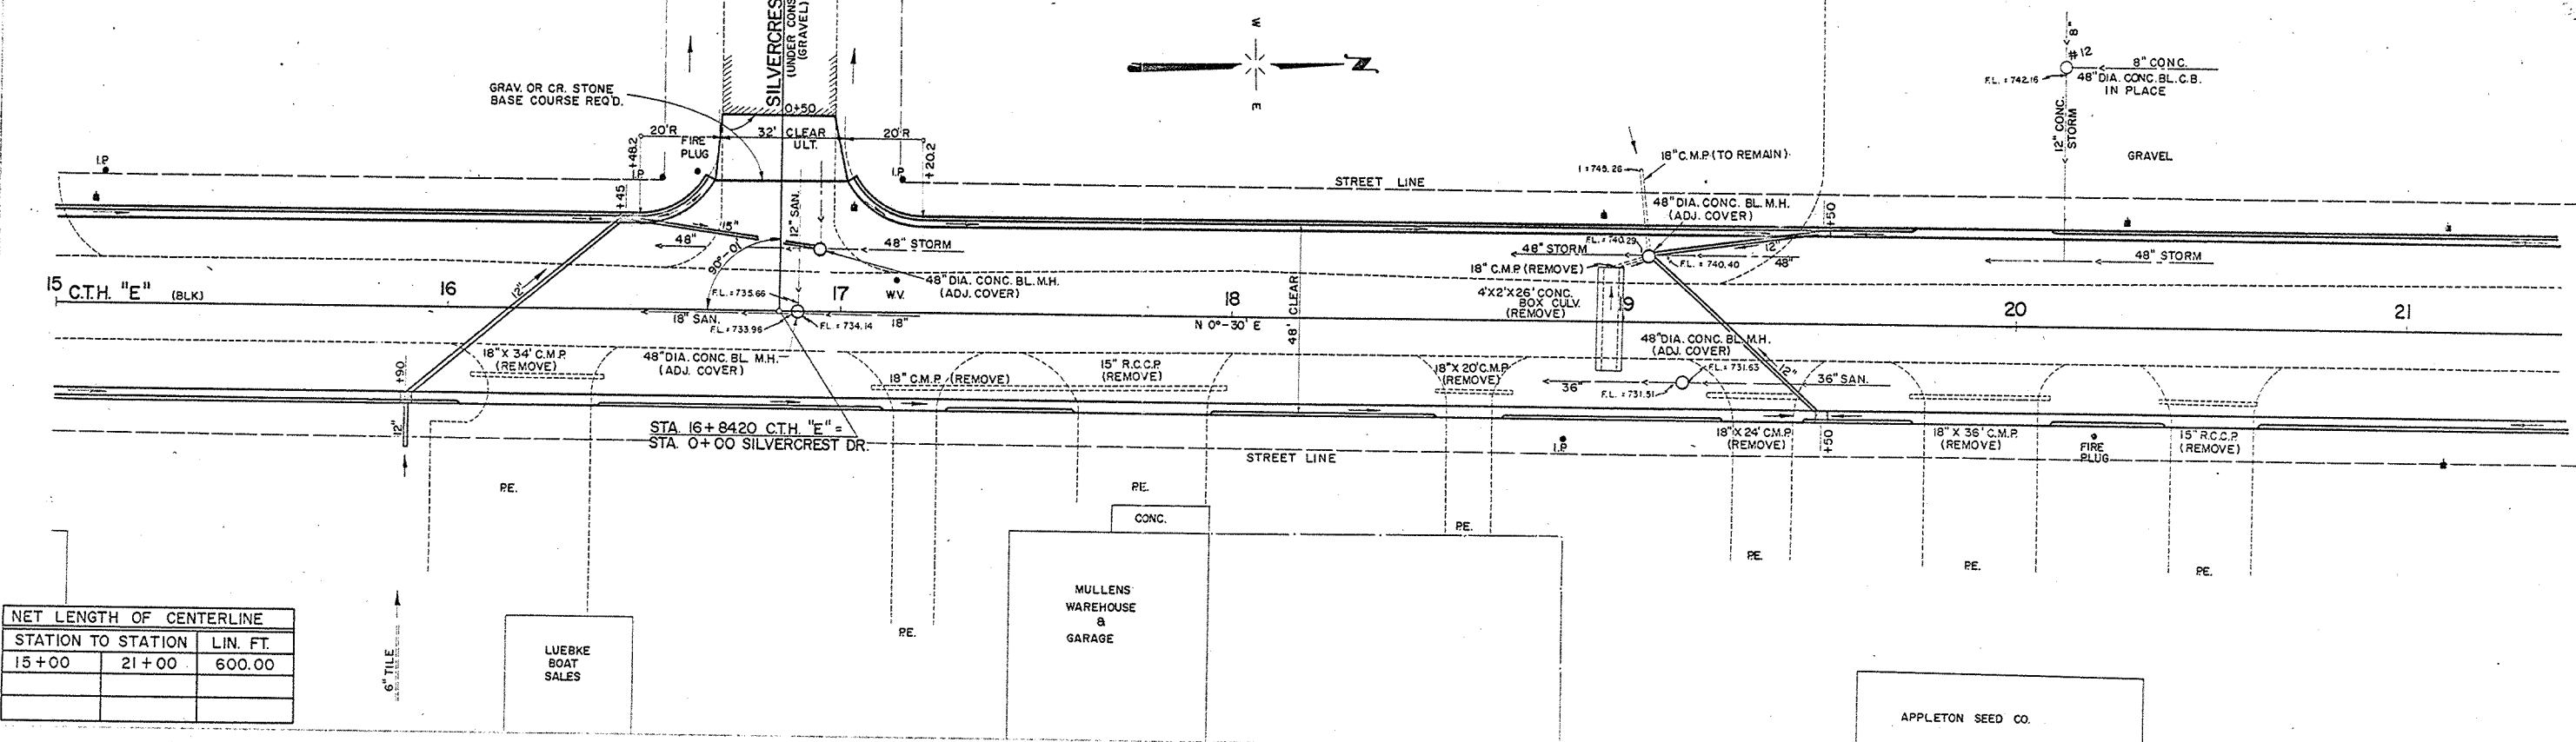 SILVERCRES
(UNDER CONS
(GRAVEL)
W
N
E
GRAV. OR CR. STONE
BASE COURSE REQ'D.
0+50
20'R
FIRE
PLUG
32' CLEAR
ULT.
20'R
+48.2
+20.2
I.P.
I.P.
I.P.
I.P.
+45
STREET LINE
8"
#12
8" CONC.
48" DIA. CONC. BL. C.B.
IN PLACE
F.L. = 742.16
12" CONC.
STORM
GRAVEL
18" C.M.P. (TO REMAIN)
I = 745.26
48" DIA. CONC. BL. M.H.
(ADJ. COVER)
+50
15"
48"
12" SAN.
48" STORM
90°-01'
48" DIA. CONC. BL. M.H.
(ADJ. COVER)
48" STORM
F.L. = 740.29
12"
48"
F.L. = 740.40
48" STORM
18" C.M.P. (REMOVE)
4'X2'X26' CONC.
BOX CULV.
(REMOVE)
15 C.T.H. "E" (BLK)
16
17
18
19
20
21
12"
F.L. = 735.66
W.V.
18" SAN.
F.L. = 733.96
F.L. = 734.14
18"
N 0°-30' E
48' CLEAR
48" DIA. CONC. BL. M.H.
(ADJ. COVER)
+90
18" X 34' C.M.P.
(REMOVE)
48" DIA. CONC. BL. M.H.
(ADJ. COVER)
18" C.M.P. (REMOVE)
15" R.C.C.P.
(REMOVE)
18" X 20' C.M.P.
(REMOVE)
36"
F.L. = 731.63
F.L. = 731.51
12"
36" SAN.
12"
STA. 16+84.20 C.T.H. "E" =
STA. 0+00 SILVERCREST DR.
STREET LINE
I.P.
18" X 24' C.M.P.
(REMOVE)
+50
18" X 36' C.M.P.
(REMOVE)
FIRE
PLUG
15" R.C.C.P.
(REMOVE)
P.E.
P.E.
P.E.
P.E.
P.E.
P.E.
P.E.
CONC.
MULLENS
WAREHOUSE
&
GARAGE
LUEBKE
BOAT
SALES
6" TILE
APPLETON SEED CO.
NET LENGTH OF CENTERLINE
STATION TO STATION LIN. FT.
15+00 21+00 600.00